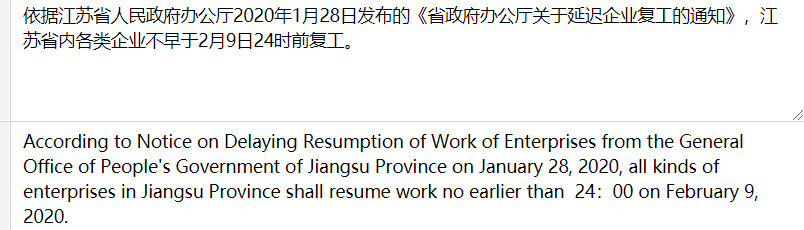 依据江苏省人民政府办公厅2020年1月28日发布的《省政府办公厅关于延迟企业复工的通知》，江
苏省内各类企业不早于2月9日24时前复工。
According to Notice on Delaying Resumption of Work of Enterprises from the General
Office of People's Government of Jiangsu Province on January 28, 2020, all kinds of
enterprises in Jiangsu Province shall resume work no earlier than  24：00 on February 9,
2020.